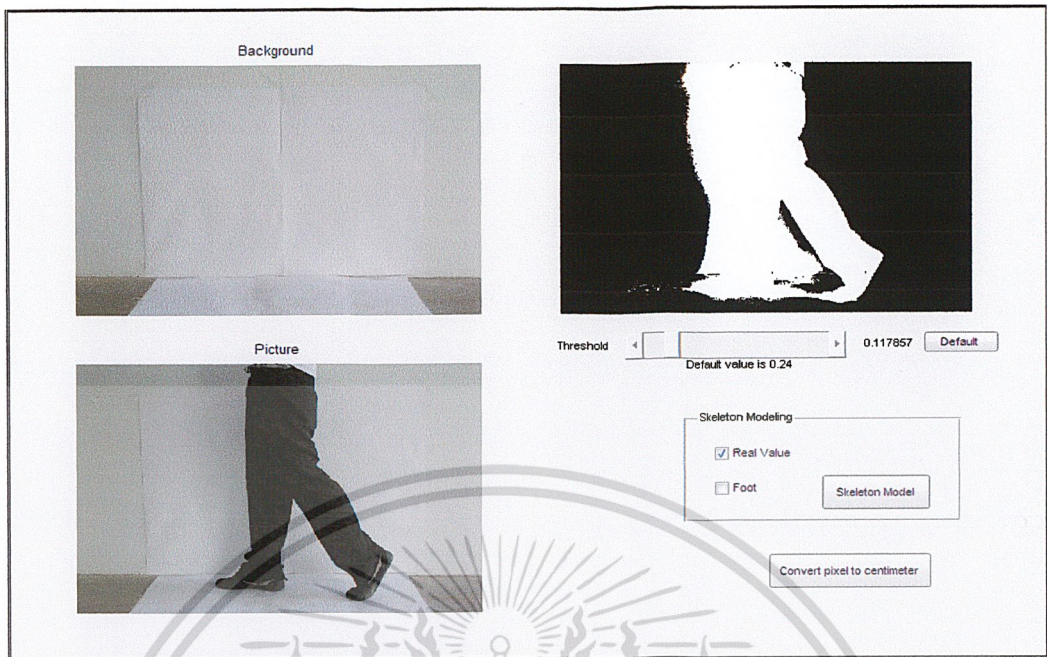 Background
Picture
Threshold
0.117857
Default
Default value is 0.24
Skeleton Modeling
Real Value
Foot
Skeleton Model
Convert pixel to centimeter